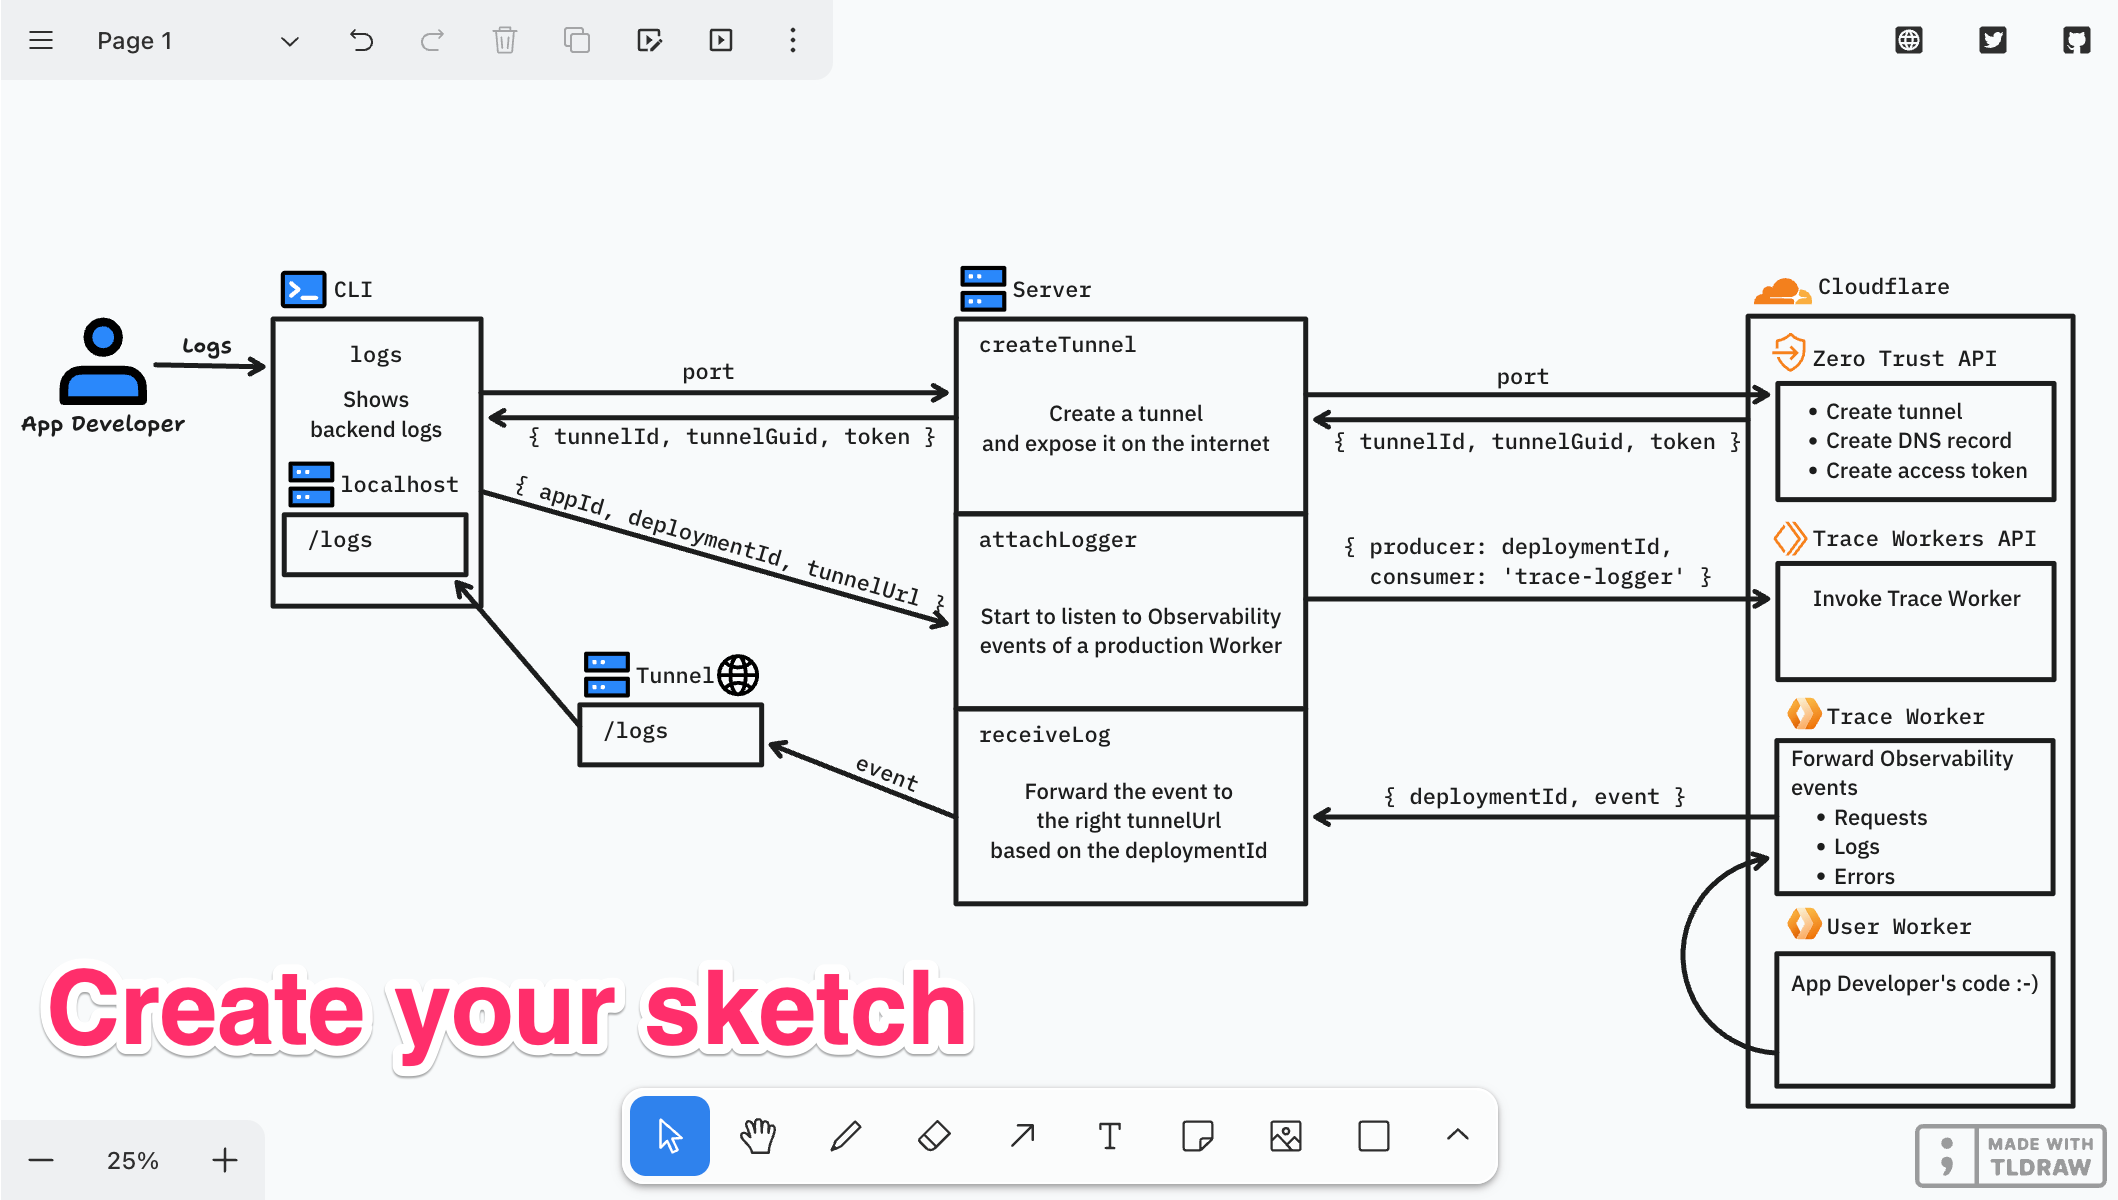 Page 1
CLI
Server
Cloudflare
Logs
App Developer
logs
Shows
backend logs
localhost
/logs
port
{ tunnelId, tunnelGuid, token }
{ appId, deploymentId, tunnelUrl }
Tunnel
/logs
event
createTunnel
Create a tunnel
and expose it on the internet
attachLogger
Start to listen to Observability
events of a production Worker
receiveLog
Forward the event to
the right tunnelUrl
based on the deploymentId
port
{ tunnelId, tunnelGuid, token }
{ producer: deploymentId,
consumer: 'trace-logger' }
{ deploymentId, event }
Zero Trust API
• Create tunnel
• Create DNS record
• Create access token
Trace Workers API
Invoke Trace Worker
Trace Worker
Forward Observability
events
• Requests
• Logs
• Errors
User Worker
App Developer's code :-)
Create your sketch
25%
MADE WITH
TLDRAW